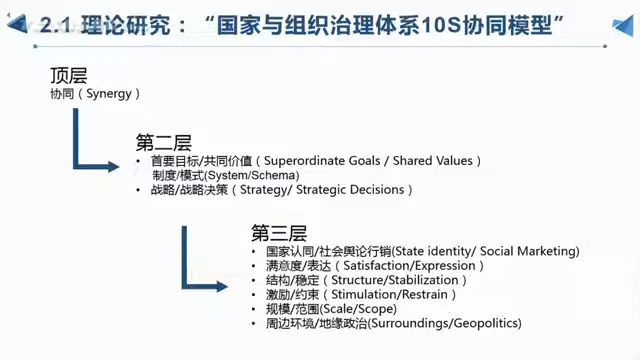 2.1 理论研究：“国家与组织治理体系10S协同模型”
顶层
协同（Synergy）
第二层
• 首要目标/共同价值（Superordinate Goals / Shared Values）
制度/模式(System/Schema)
• 战略/战略决策（Strategy/ Strategic Decisions）
第三层
• 国家认同/社会舆论行销(State identity/ Social Marketing)
• 满意度/表达（Satisfaction/Expression）
• 结构/稳定（Structure/Stabilization）
• 激励/约束（Stimulation/Restrain）
• 规模/范围(Scale/Scope)
• 周边环境/地缘政治(Surroundings/Geopolitics)